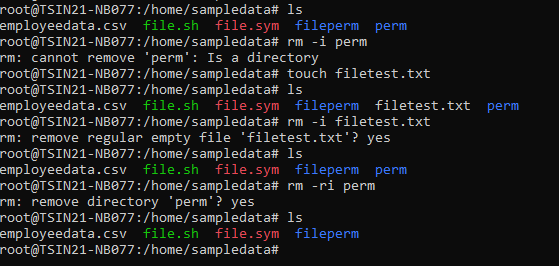 root@TSIN21-NB077:/home/sampledata# ls
employeedata.csv file.sh file.sym fileperm perm
root@TSIN21-NB077:/home/sampledata# rm -i perm
rm: cannot remove 'perm': Is a directory
root@TSIN21-NB077:/home/sampledata# touch filetest.txt
root@TSIN21-NB077:/home/sampledata# ls
employeedata.csv file.sh file.sym fileperm filetest.txt perm
root@TSIN21-NB077:/home/sampledata# rm -i filetest.txt
rm: remove regular empty file 'filetest.txt'? yes
root@TSIN21-NB077:/home/sampledata# ls
employeedata.csv file.sh file.sym fileperm perm
root@TSIN21-NB077:/home/sampledata# rm -ri perm
rm: remove directory 'perm'? yes
root@TSIN21-NB077:/home/sampledata# ls
employeedata.csv file.sh file.sym fileperm
root@TSIN21-NB077:/home/sampledata#